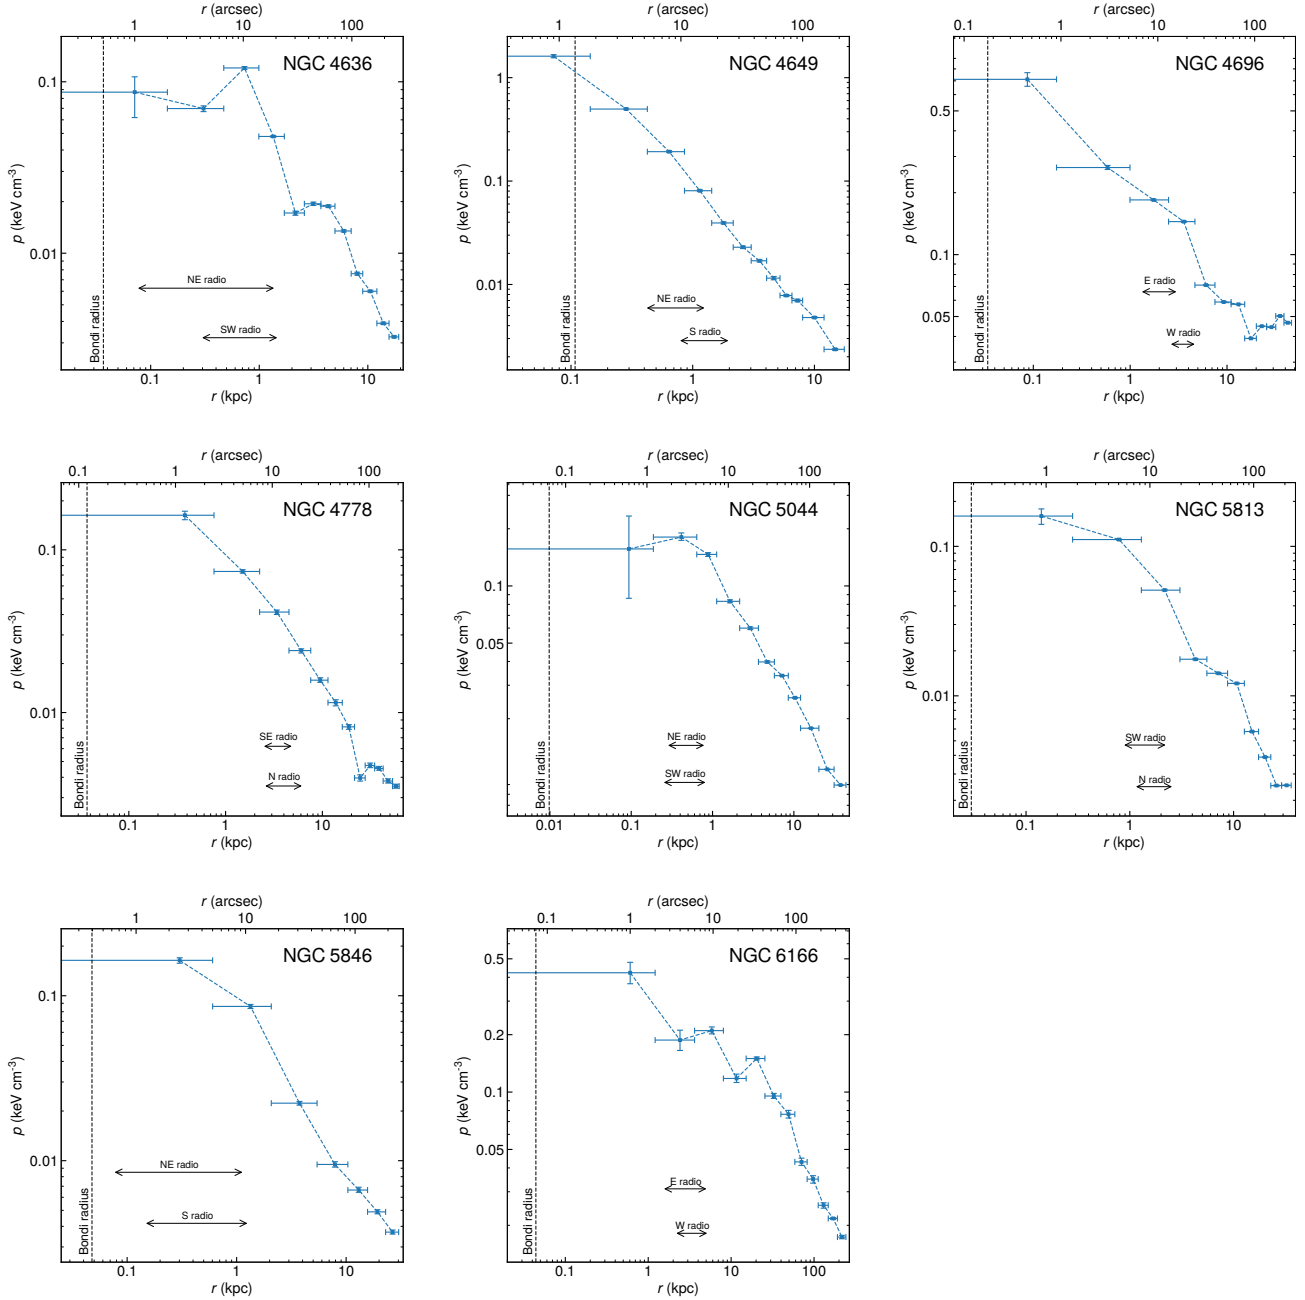 r (arcsec) r (arcsec) r (arcsec)
1 10 100 1 10 100 0.1 1 10 100
NGC 4636 NGC 4649 NGC 4696
p (keV cm-3) 0.1 0.01
p (keV cm-3) 1 0.1 0.01
p (keV cm-3) 0.5 0.1 0.05
Bondi radius NE radio SW radio
Bondi radius NE radio S radio
Bondi radius E radio W radio
0.1 1 10 0.1 1 10 0.1 1 10
r (kpc) r (kpc) r (kpc)
r (arcsec) r (arcsec) r (arcsec)
0.1 1 10 100 0.1 1 10 100 1 10 100
NGC 4778 NGC 5044 NGC 5813
p (keV cm-3) 0.1 0.01
p (keV cm-3) 0.1 0.05
p (keV cm-3) 0.1 0.01
Bondi radius SE radio N radio
Bondi radius NE radio SW radio
Bondi radius SW radio N radio
0.1 1 10 0.01 0.1 1 10 0.1 1 10
r (kpc) r (kpc) r (kpc)
r (arcsec) r (arcsec)
1 10 100 0.1 1 10 100
NGC 5846 NGC 6166
p (keV cm-3) 0.1 0.01
p (keV cm-3) 0.5 0.2 0.1 0.05
Bondi radius NE radio S radio
Bondi radius E radio W radio
0.1 1 10 0.1 1 10 100
r (kpc) r (kpc)